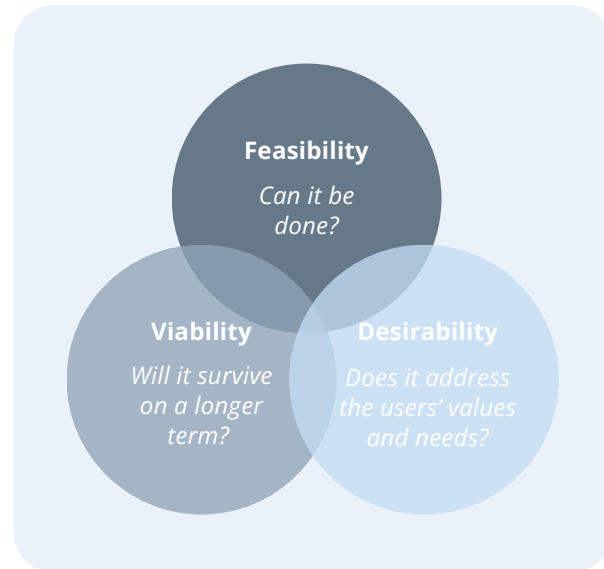 Feasibility
Can it be
done?
Viability
Will it survive
on a longer
term?
Desirability
Does it address
the users’ values
and needs?